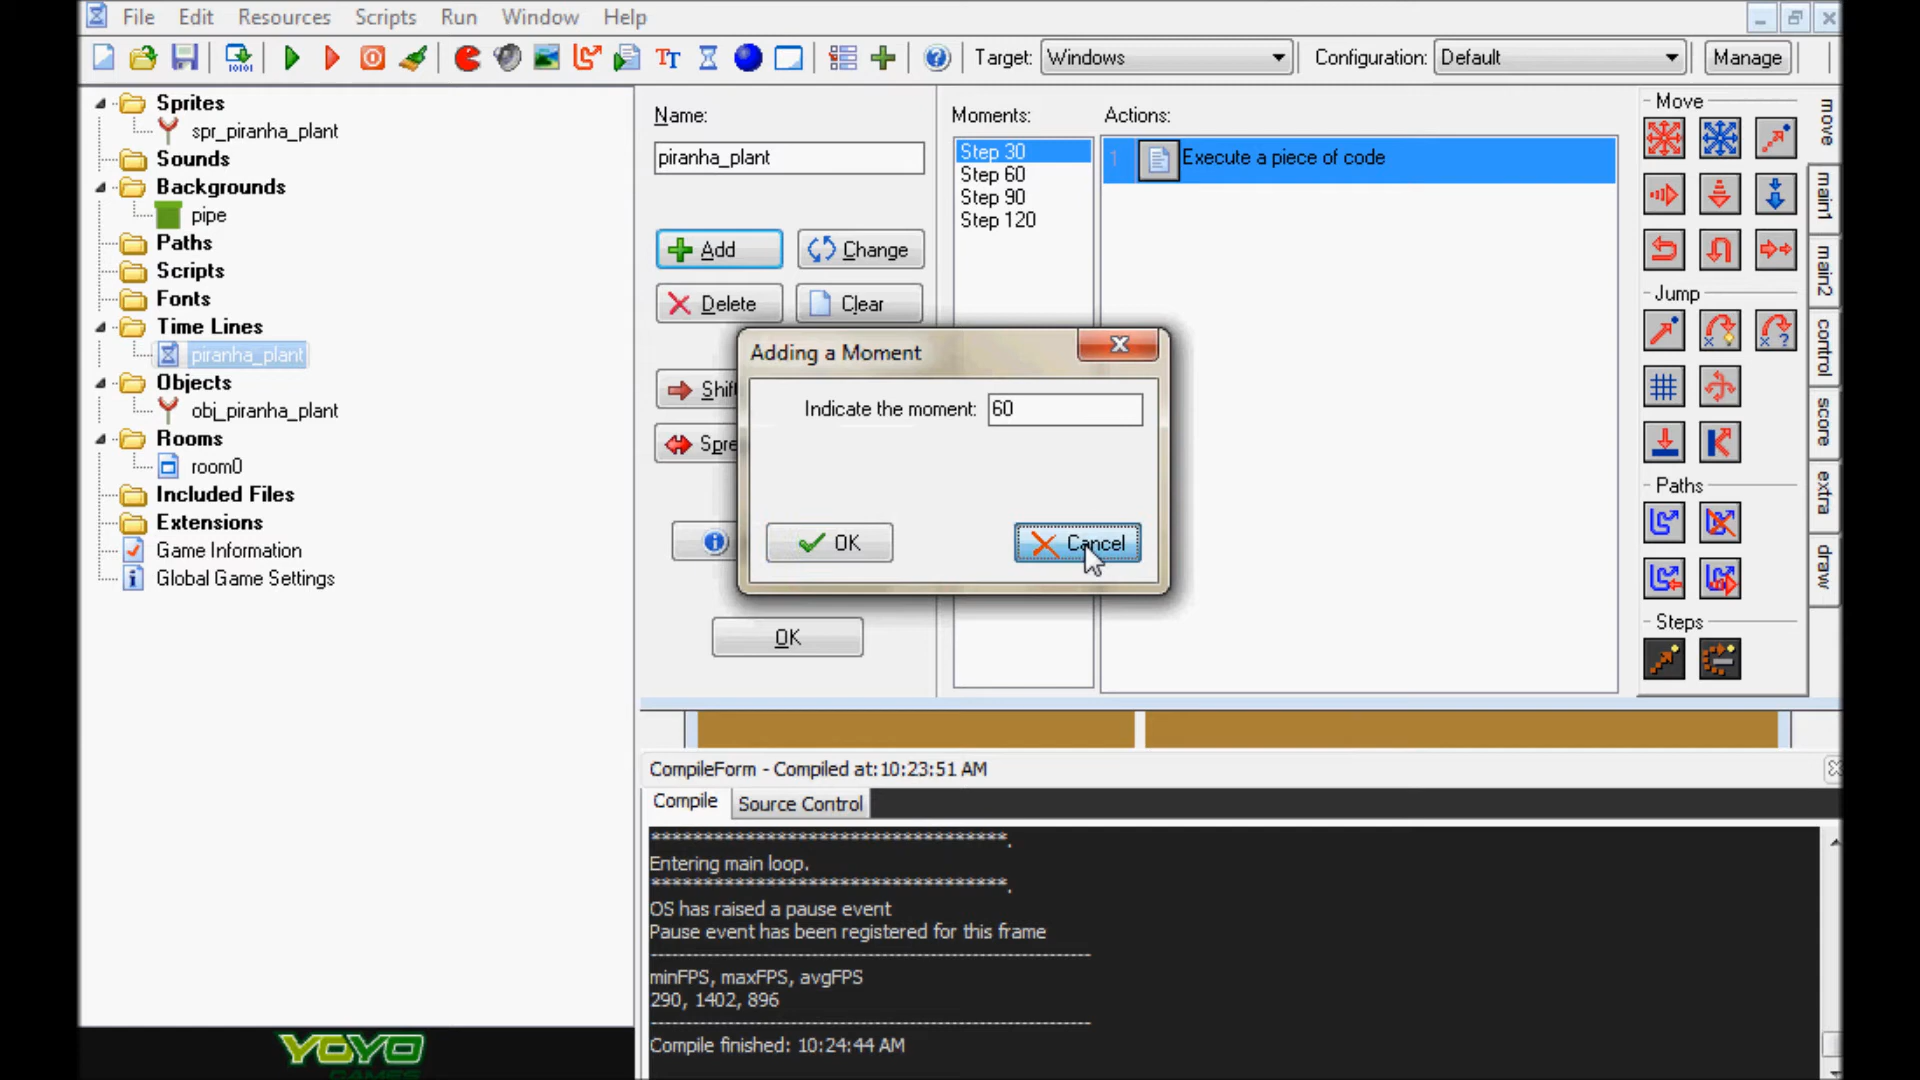 File Edit Resources Scripts Run Window Help
Target: Windows Configuration: Default Manage
Sprites
spr_piranha_plant
Sounds
Backgrounds
pipe
Paths
Scripts
Fonts
Time Lines
piranha_plant
Objects
obj_piranha_plant
Rooms
room0
Included Files
Extensions
Game Information
Global Game Settings
YOYO
GAMES
Name:
piranha_plant
Add Change
Delete Clear
Shif
Spre
OK
Moments:
Step 30
Step 60
Step 90
Step 120
Actions:
1 Execute a piece of code
Adding a Moment
Indicate the moment: 60
OK Cancel
Move
Jump
Paths
Steps
move
main1
main2
control
score
extra
draw
CompileForm - Compiled at:10:23:51 AM
Compile Source Control
***********************************.
Entering main loop.
***********************************.
OS has raised a pause event
Pause event has been registered for this frame
-------------------------------------------------------
minFPS, maxFPS, avgFPS
290, 1402, 896
-------------------------------------------------------
Compile finished: 10:24:44 AM